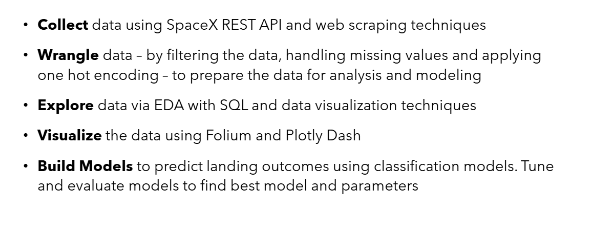 • Collect data using SpaceX REST API and web scraping techniques
• Wrangle data – by filtering the data, handling missing values and applying
one hot encoding – to prepare the data for analysis and modeling
• Explore data via EDA with SQL and data visualization techniques
• Visualize the data using Folium and Plotly Dash
• Build Models to predict landing outcomes using classification models. Tune
and evaluate models to find best model and parameters